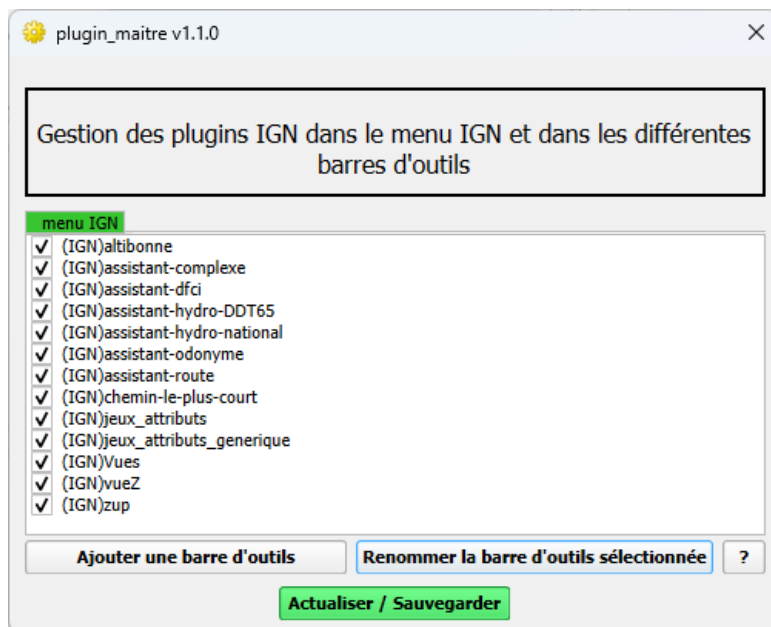 plugin_maitre v1.1.0
Gestion des plugins IGN dans le menu IGN et dans les différentes
barres d'outils
menu IGN
(IGN)altibonne
(IGN)assistant-complexe
(IGN)assistant-dfci
(IGN)assistant-hydro-DDT65
(IGN)assistant-hydro-national
(IGN)assistant-odonyme
(IGN)assistant-route
(IGN)chemin-le-plus-court
(IGN)jeux_attributs
(IGN)jeux_attributs_generique
(IGN)Vues
(IGN)vueZ
(IGN)zup
Ajouter une barre d'outils Renommer la barre d'outils sélectionnée ?
Actualiser / Sauvegarder